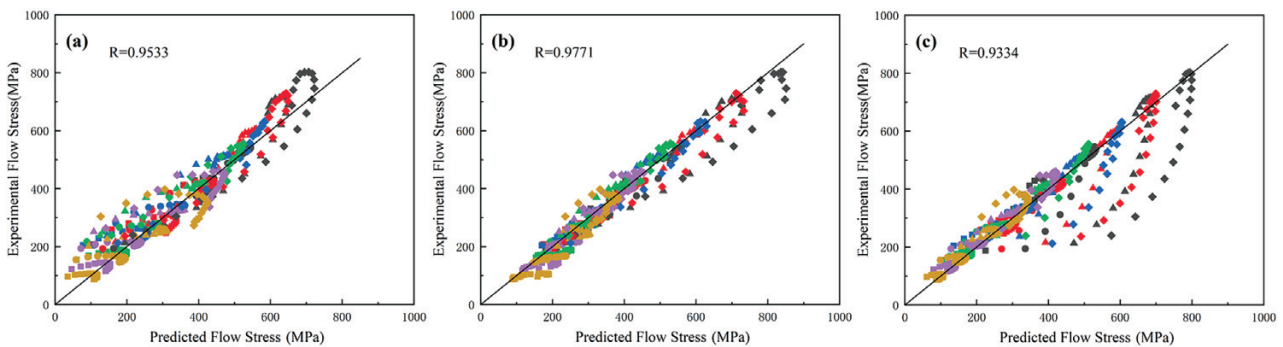 (a)
R=0.9533
Experimental Flow Stress(MPa)
1000
800
600
400
200
0
0 200 400 600 800 1000
Predicted Flow Stress (MPa)
(b)
R=0.9771
Experimental Flow Stress(MPa)
1000
800
600
400
200
0
0 200 400 600 800 1000
Predicted Flow Stress (MPa)
(c)
R=0.9334
Experimental Flow Stress(MPa)
1000
800
600
400
200
0
0 200 400 600 800 1000
Predicted Flow Stress (MPa)